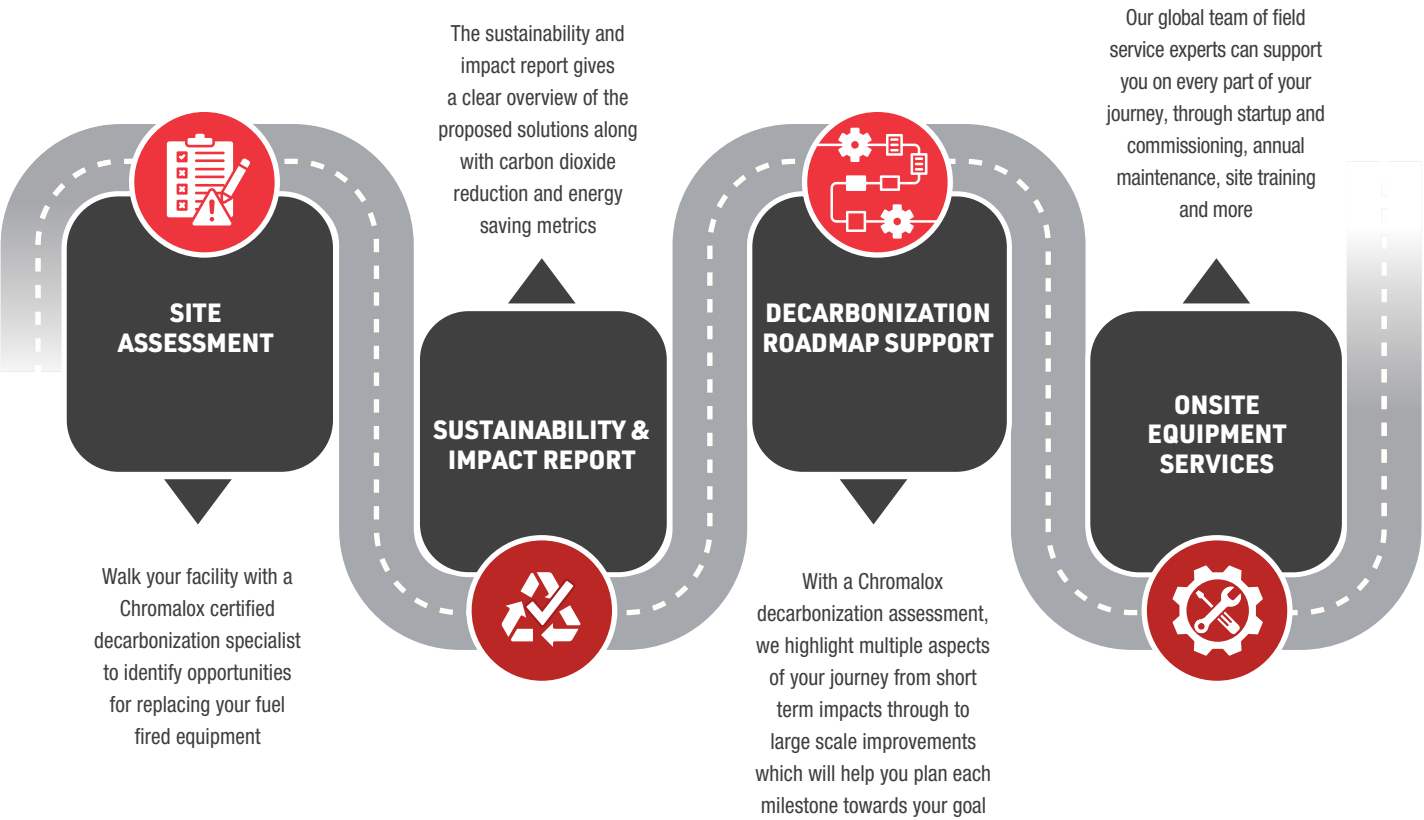 SITE
ASSESSMENT
Walk your facility with a
Chromalox certified
decarbonization specialist
to identify opportunities
for replacing your fuel
fired equipment
The sustainability and
impact report gives
a clear overview of the
proposed solutions along
with carbon dioxide
reduction and energy
saving metrics
SUSTAINABILITY &
IMPACT REPORT
DECARBONIZATION
ROADMAP SUPPORT
With a Chromalox
decarbonization assessment,
we highlight multiple aspects
of your journey from short
term impacts through to
large scale improvements
which will help you plan each
milestone towards your goal
Our global team of field
service experts can support
you on every part of your
journey, through startup and
commissioning, annual
maintenance, site training
and more
ONSITE
EQUIPMENT
SERVICES